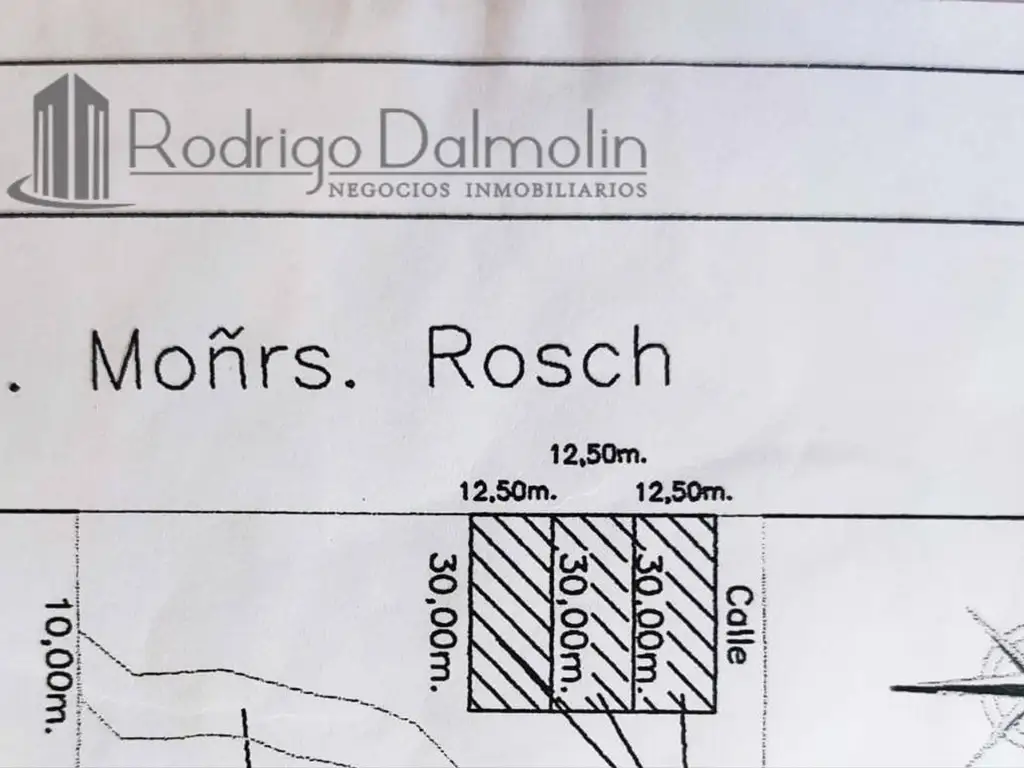 Rodrigo Dalmolin
NEGOCIOS INMOBILIARIOS
. Moñrs. Rosch
12,50m.
12,50m. 12,50m.
30,00m. 30,00m. 30,00m.
Calle
10,00m.